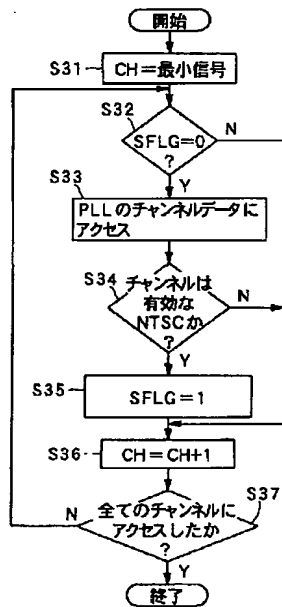 開始
S31
CH=最小信号
S32
SFLG=0
?
N
Y
S33
PLLのチャンネルデータに
アクセス
S34
チャンネルは
有効な
NTSCか
?
N
Y
S35
SFLG=1
S36
CH=CH+1
S37
全てのチャンネルに
アクセスしたか
?
N
Y
終了